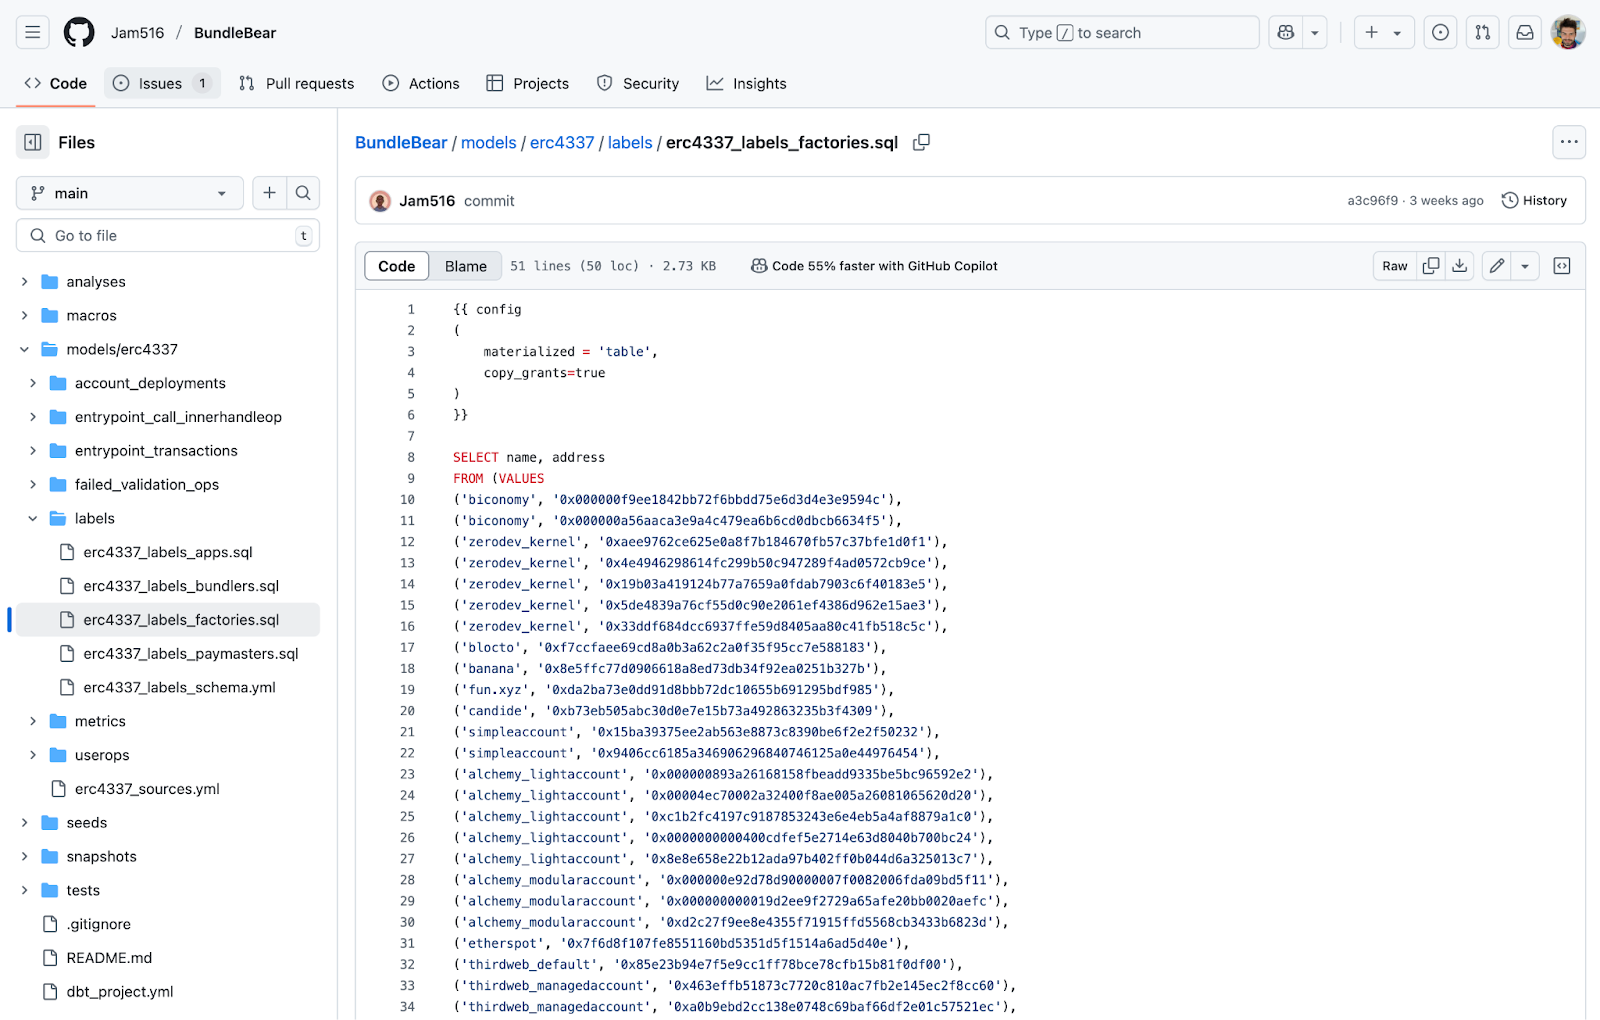 Jam516 / BundleBear
Type / to search
Code
Issues 1
Pull requests
Actions
Projects
Security
Insights
Files
main
Go to file
t
analyses
macros
models/erc4337
account_deployments
entrypoint_call_innerhandleop
entrypoint_transactions
failed_validation_ops
labels
erc4337_labels_apps.sql
erc4337_labels_bundlers.sql
erc4337_labels_factories.sql
erc4337_labels_paymasters.sql
erc4337_labels_schema.yml
metrics
userops
erc4337_sources.yml
seeds
snapshots
tests
.gitignore
README.md
dbt_project.yml
BundleBear / models / erc4337 / labels / erc4337_labels_factories.sql
Jam516 commit
a3c96f9 · 3 weeks ago
History
Code
Blame
51 lines (50 loc) · 2.73 KB
Code 55% faster with GitHub Copilot
Raw
1 {{ config
2 (
3 materialized = 'table',
4 copy_grants=true
5 )
6 }}
7
8 SELECT name, address
9 FROM (VALUES
10 ('biconomy', '0x000000f9ee1842bb72f6bbdd75e6d3d4e3e9594c'),
11 ('biconomy', '0x000000a56aaca3e9a4c479ea6b6cd0dbcb6634f5'),
12 ('zerodev_kernel', '0xaee9762ce625e0a8f7b184670fb57c37bfe1d0f1'),
13 ('zerodev_kernel', '0x4e4946298614fc299b50c947289f4ad0572cb9ce'),
14 ('zerodev_kernel', '0x19b03a419124b77a7659a0fdab7903c6f40183e5'),
15 ('zerodev_kernel', '0x5de4839a76cf55d0c90e2061ef4386d962e15ae3'),
16 ('zerodev_kernel', '0x33ddf684dcc6937ffe59d8405aa80c41fb518c5c'),
17 ('blocto', '0xf7ccfaee69cd8a0b3a62c2a0f35f95cc7e588183'),
18 ('banana', '0x8e5ffc77d0906618a8ed73db34f92ea0251b327b'),
19 ('fun.xyz', '0xda2ba73e0dd91d8bbb72dc10655b691295bdf985'),
20 ('candide', '0xb73eb505abc30d0e7e15b73a492863235b3f4309'),
21 ('simpleaccount', '0x15ba39375ee2ab563e8873c8390be6f2e2f50232'),
22 ('simpleaccount', '0x9406cc6185a346906296840746125a0e44976454'),
23 ('alchemy_lightaccount', '0x000000893a26168158fbeadd9335be5bc96592e2'),
24 ('alchemy_lightaccount', '0x00004ec70002a32400f8ae005a26081065620d20'),
25 ('alchemy_lightaccount', '0xc1b2fc4197c9187853243e6e4eb5a4af8879a1c0'),
26 ('alchemy_lightaccount', '0x0000000000400cdfef5e2714e63d8040b700bc24'),
27 ('alchemy_lightaccount', '0x8e8e658e22b12ada97b402ff0b044d6a325013c7'),
28 ('alchemy_modularaccount', '0x000000e92d78d90000007f0082006fda09bd5f11'),
29 ('alchemy_modularaccount', '0x000000000019d2ee9f2729a65afe20bb0020aefc'),
30 ('alchemy_modularaccount', '0xd2c27f9ee8e4355f71915ffd5568cb3433b6823d'),
31 ('etherspot', '0x7f6d8f107fe8551160bd5351d5f1514a6ad5d40e'),
32 ('thirdweb_default', '0x85e23b94e7f5e9cc1ff78bce78cfb15b81f0df00'),
33 ('thirdweb_managedaccount', '0x463effb51873c7720c810ac7fb2e145ec2f8cc60'),
34 ('thirdweb_managedaccount', '0xa0b9ebd2cc138e0748c69baf66df2e01c57521ec'),